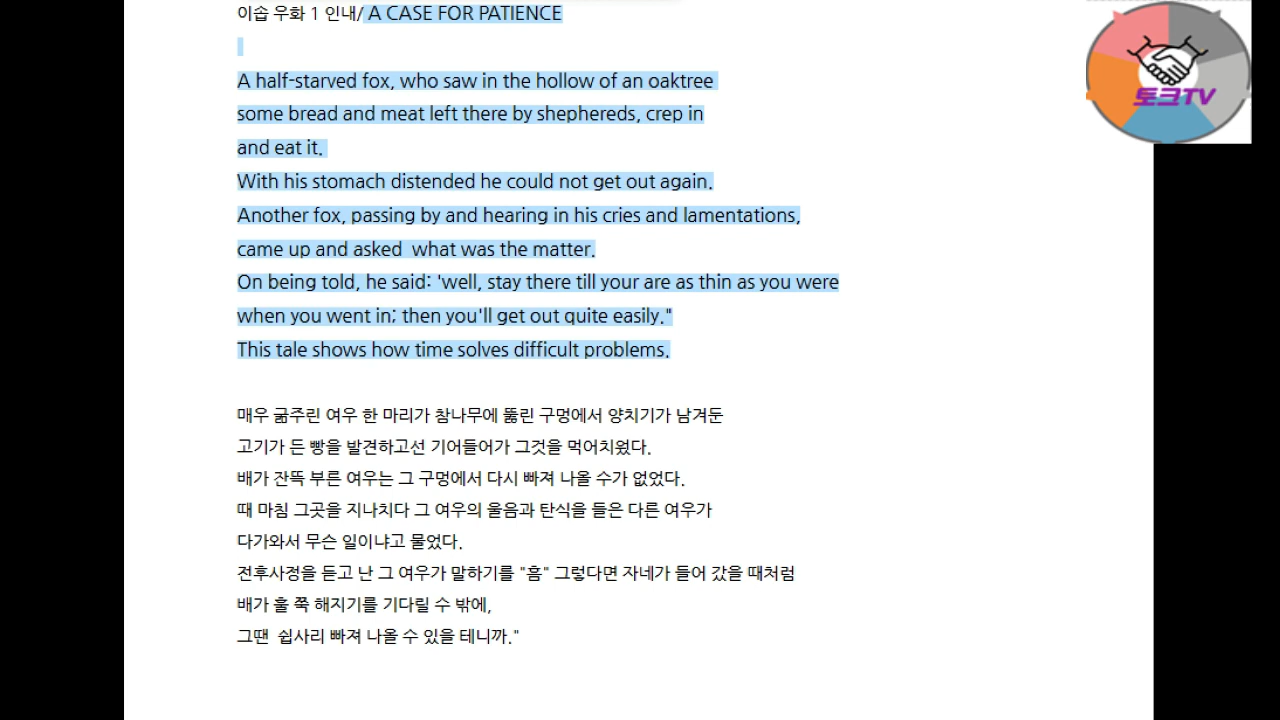 이솝 우화 1 인내/ A CASE FOR PATIENCE
토크TV
A half-starved fox, who saw in the hollow of an oaktree
some bread and meat left there by shephereds, crep in
and eat it.
With his stomach distended he could not get out again.
Another fox, passing by and hearing in his cries and lamentations,
came up and asked  what was the matter.
On being told, he said: 'well, stay there till your are as thin as you were
when you went in; then you'll get out quite easily."
This tale shows how time solves difficult problems.
매우 굶주린 여우 한 마리가 참나무에 뚫린 구멍에서 양치기가 남겨둔
고기가 든 빵을 발견하고선 기어들어가 그것을 먹어치웠다.
배가 잔뜩 부른 여우는 그 구멍에서 다시 빠져 나올 수가 없었다.
때 마침 그곳을 지나치다 그 여우의 울음과 탄식을 들은 다른 여우가
다가와서 무슨 일이냐고 물었다.
전후사정을 듣고 난 그 여우가 말하기를 "흠" 그렇다면 자네가 들어 갔을 때처럼
배가 훌 쭉 해지기를 기다릴 수 밖에,
그땐  쉽사리 빠져 나올 수 있을 테니까."